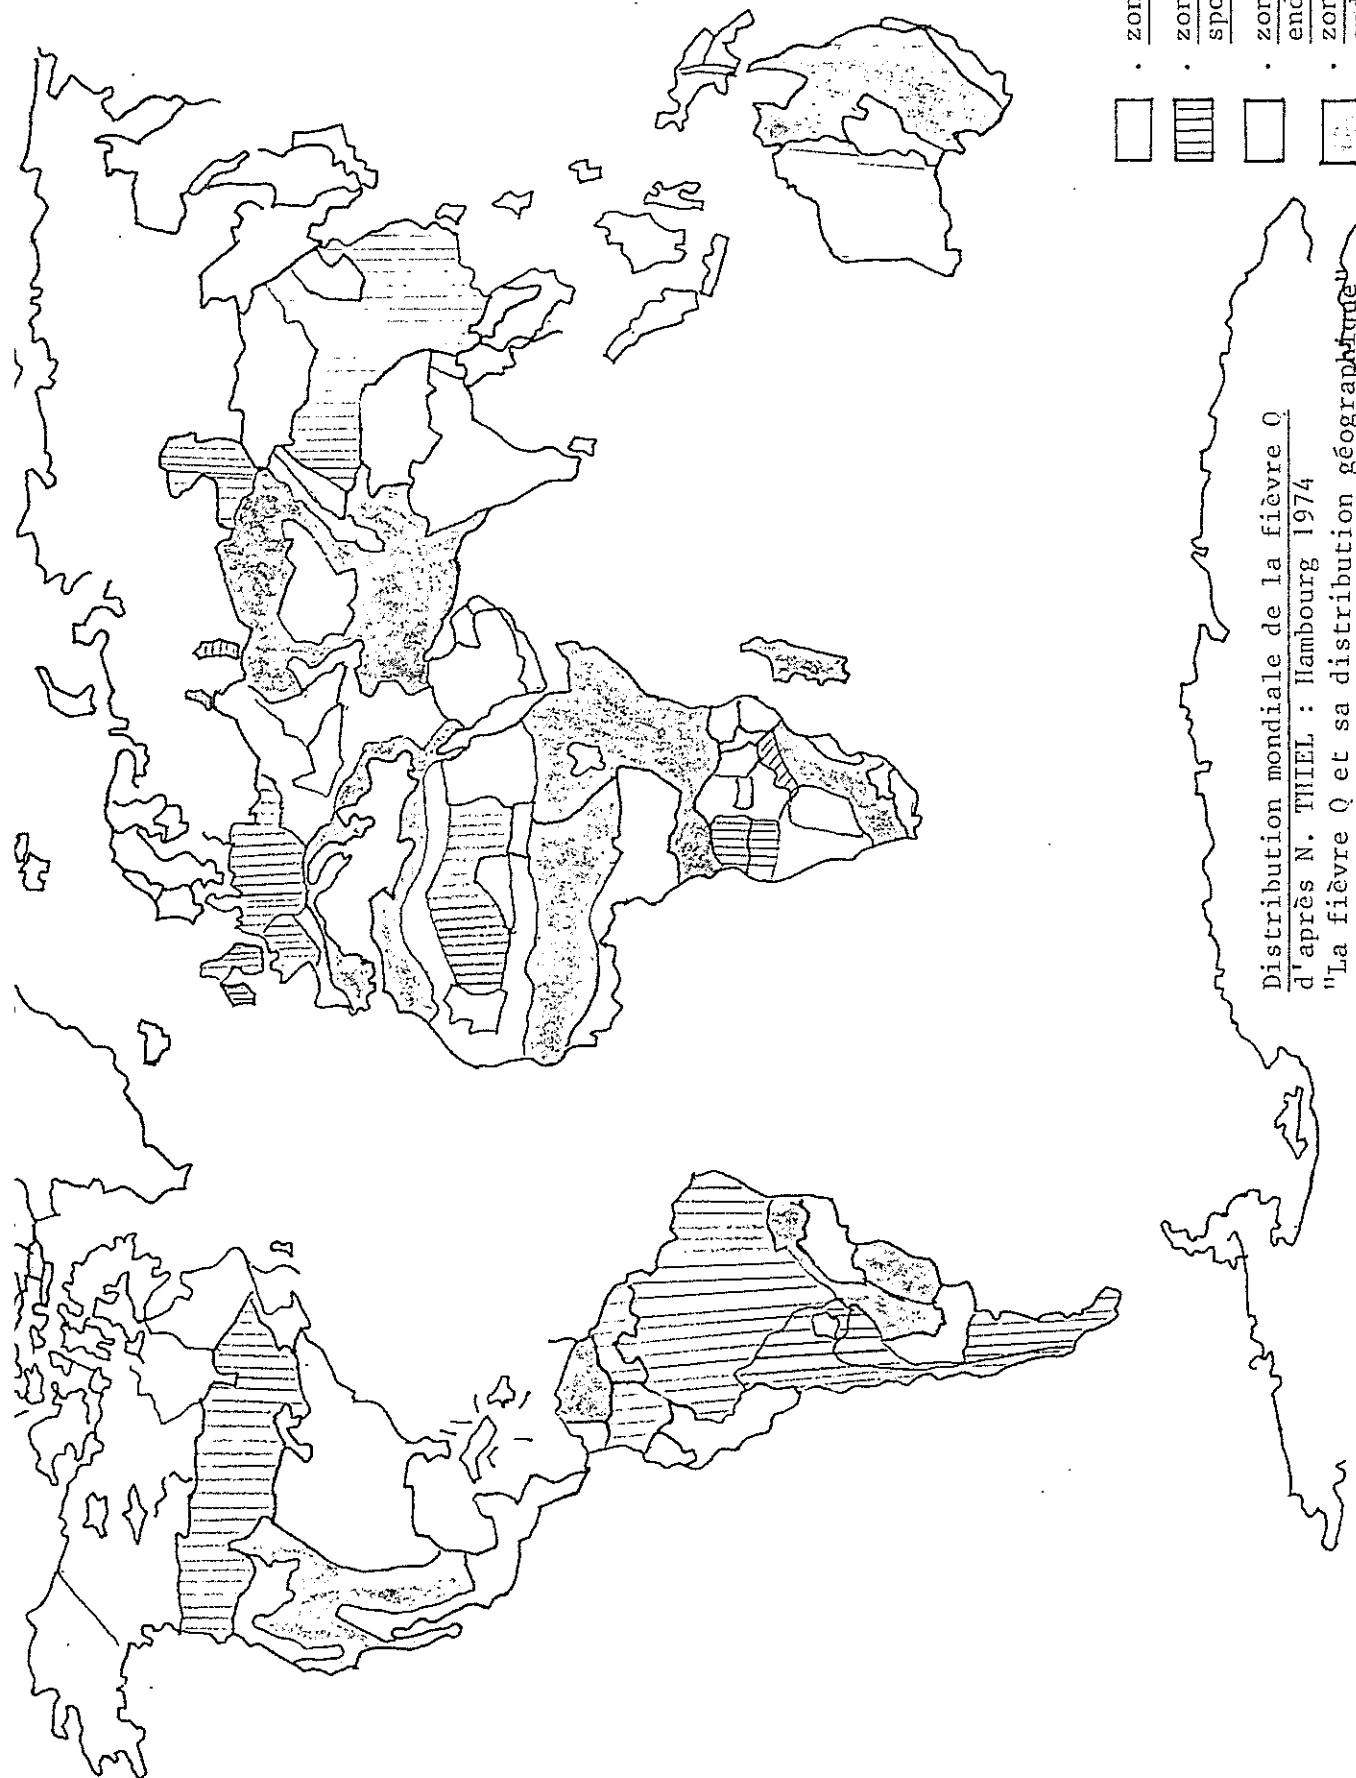 Distribution mondiale de la fièvre Q
d'après N. THIEL : Hambourg 1974
"La fièvre Q et sa distribution géographique"
. zon
. zon
spo
. zon
end
. zon